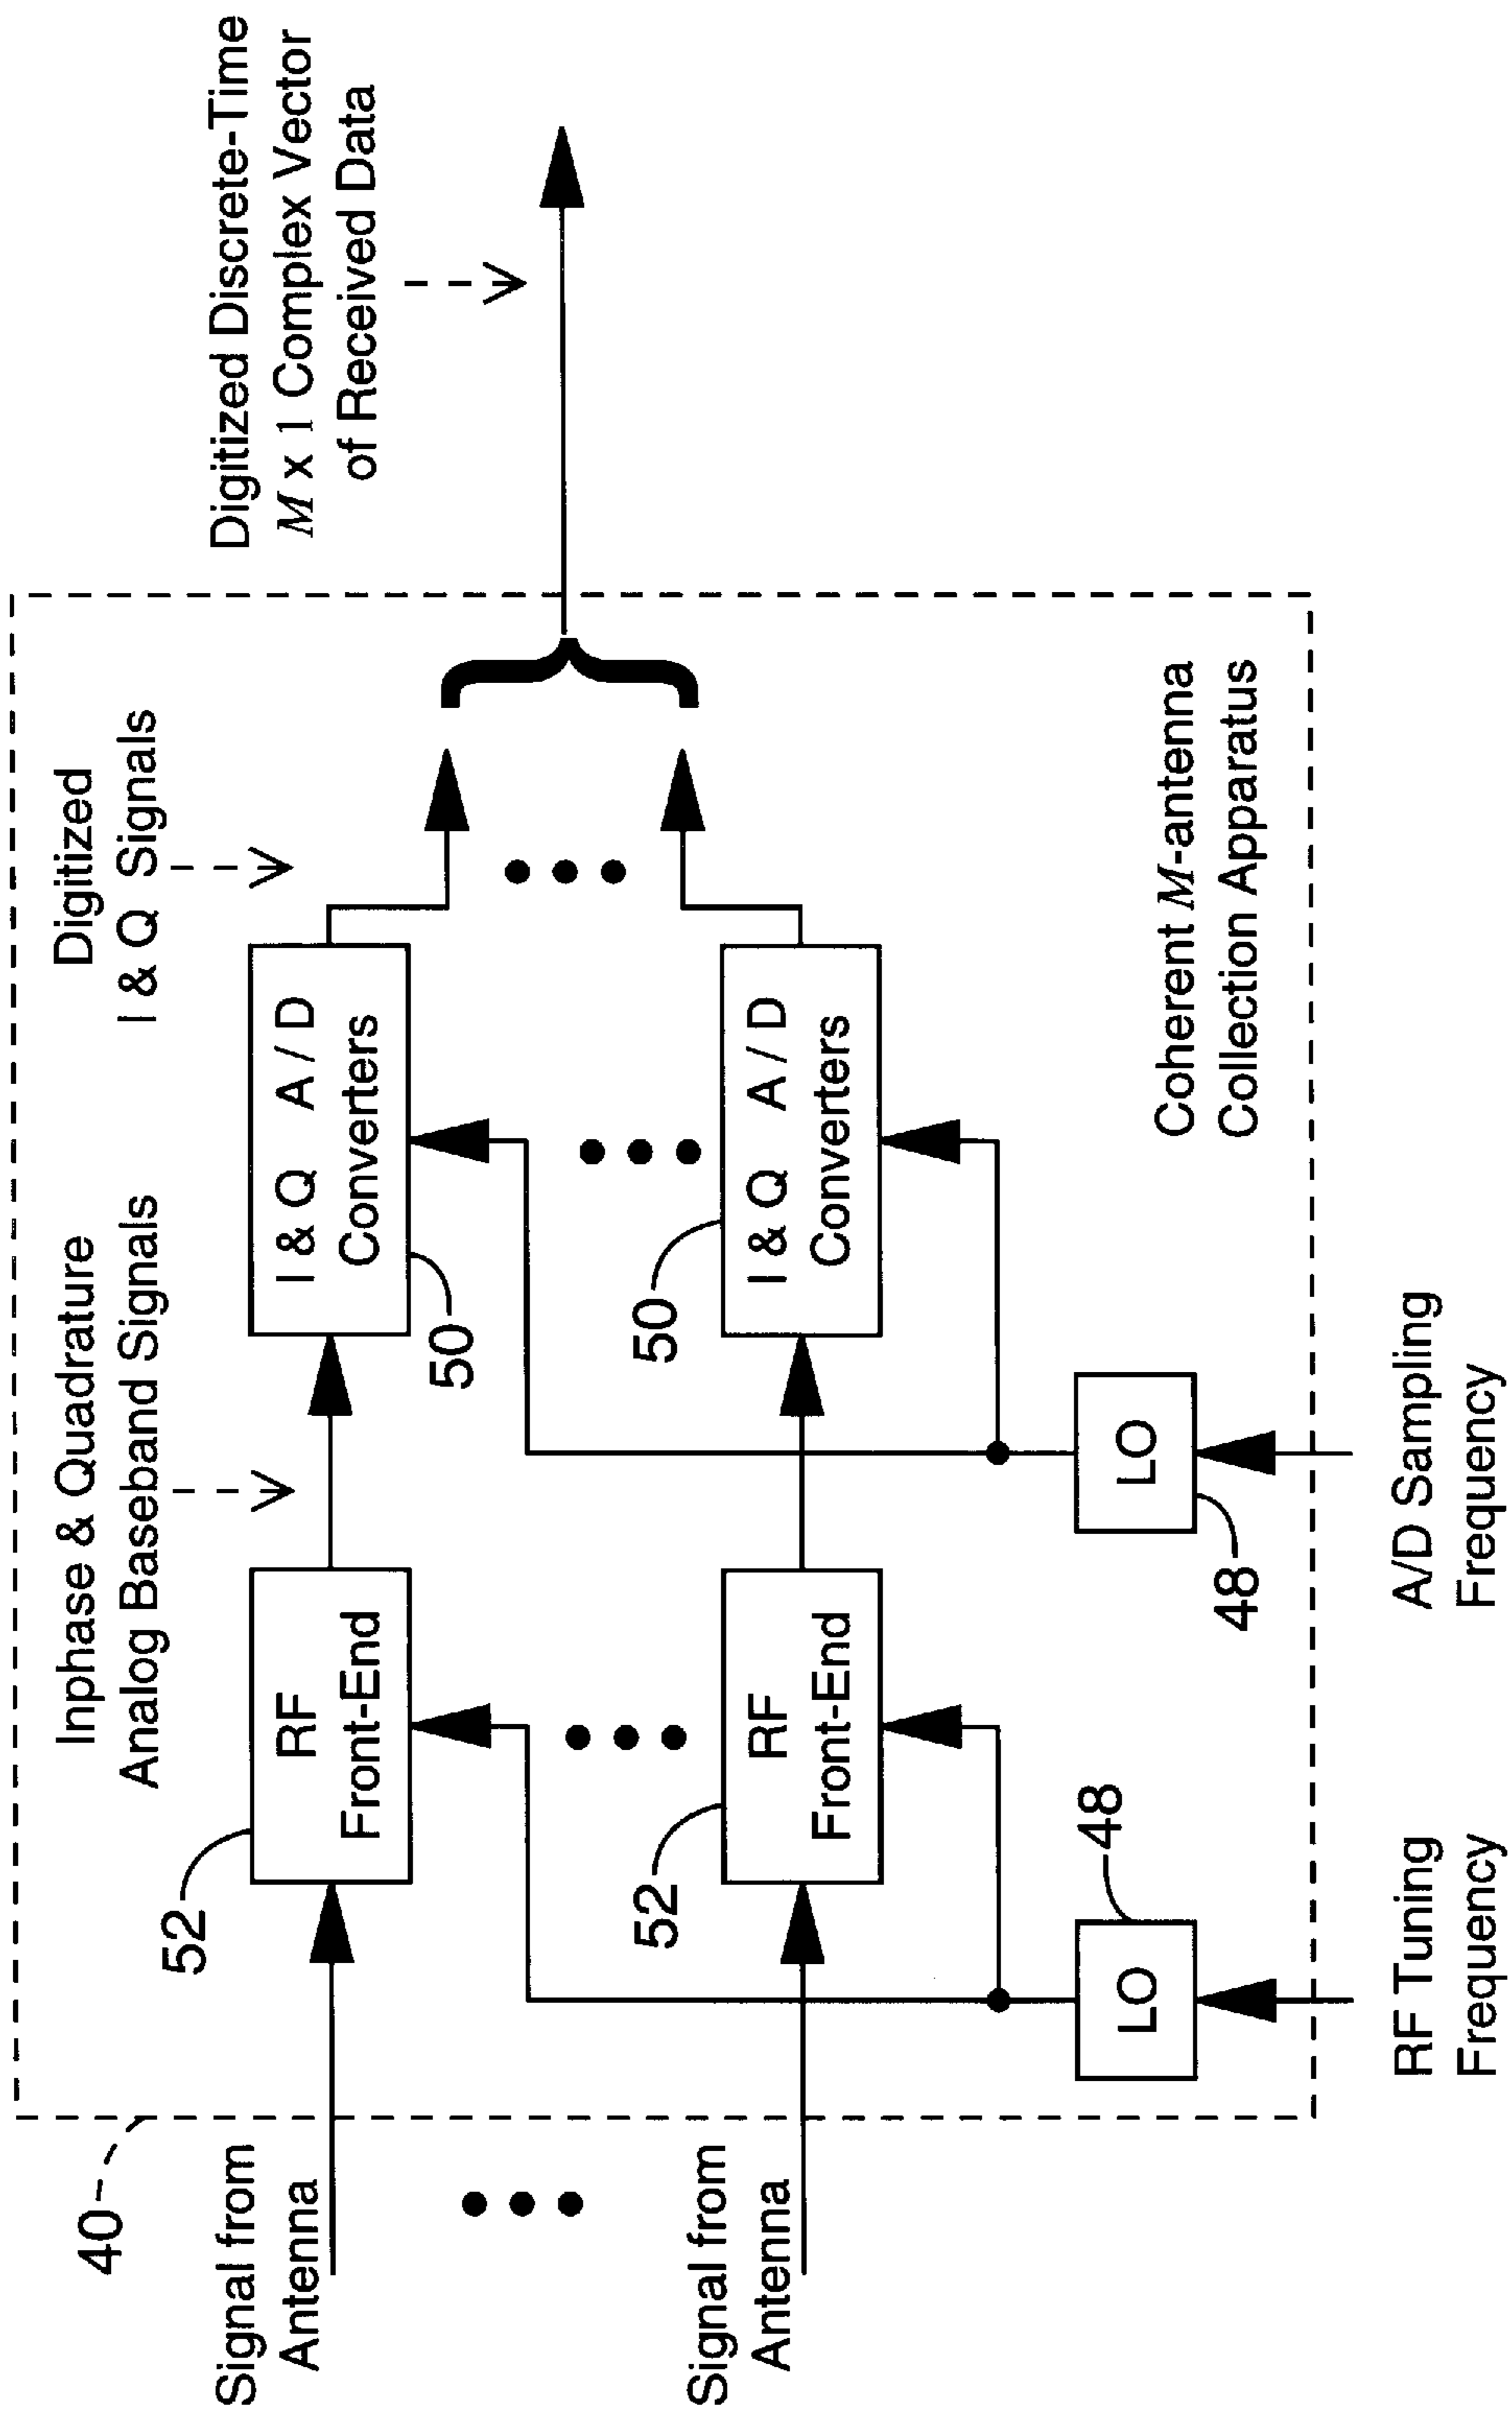 40
Signal from
Antenna
Signal from
Antenna
52
RF
Front-End
52
RF
Front-End
Inphase & Quadrature
Analog Baseband Signals
I & Q A / D
Converters
50
50
I & Q A / D
Converters
Digitized
I & Q Signals
Digitized Discrete-Time
M x 1 Complex Vector
of Received Data
LO
48
LO
48
Coherent M-antenna
Collection Apparatus
RF Tuning
Frequency
A/D Sampling
Frequency